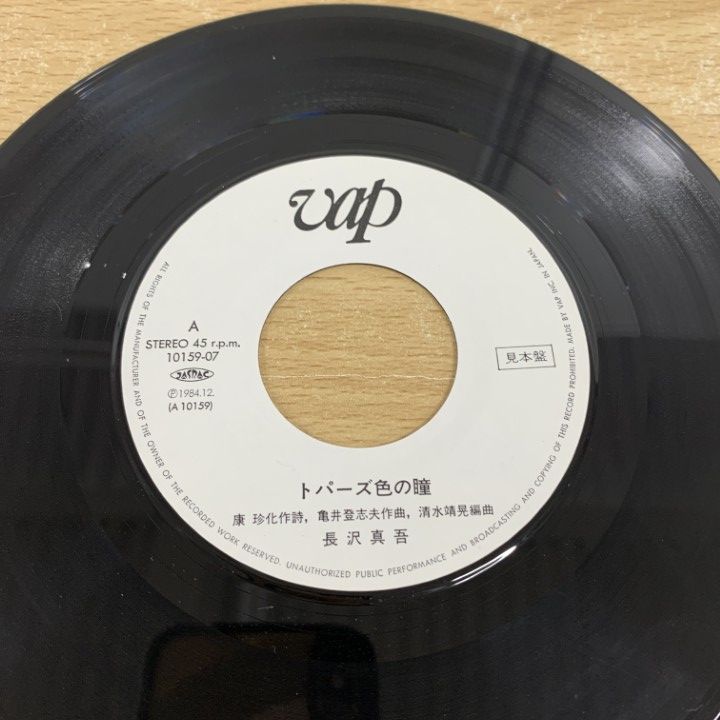 vap
A
STEREO 45 r.p.m.
10159-07
JASRAC
Ⓟ1984.12.
(A 10159)
見本盤
トパーズ色の瞳
康 珍化作詩, 亀井登志夫作曲, 清水靖晃編曲
長沢真吾
ALL RIGHTS OF THE MANUFACTURER AND OF THE OWNER OF THE RECORDED WORK RESERVED. UNAUTHORIZED PUBLIC PERFORMANCE AND BROADCASTING AND COPYING OF THIS RECORD PROHIBITED. MADE BY VAP INC. IN JAPAN.